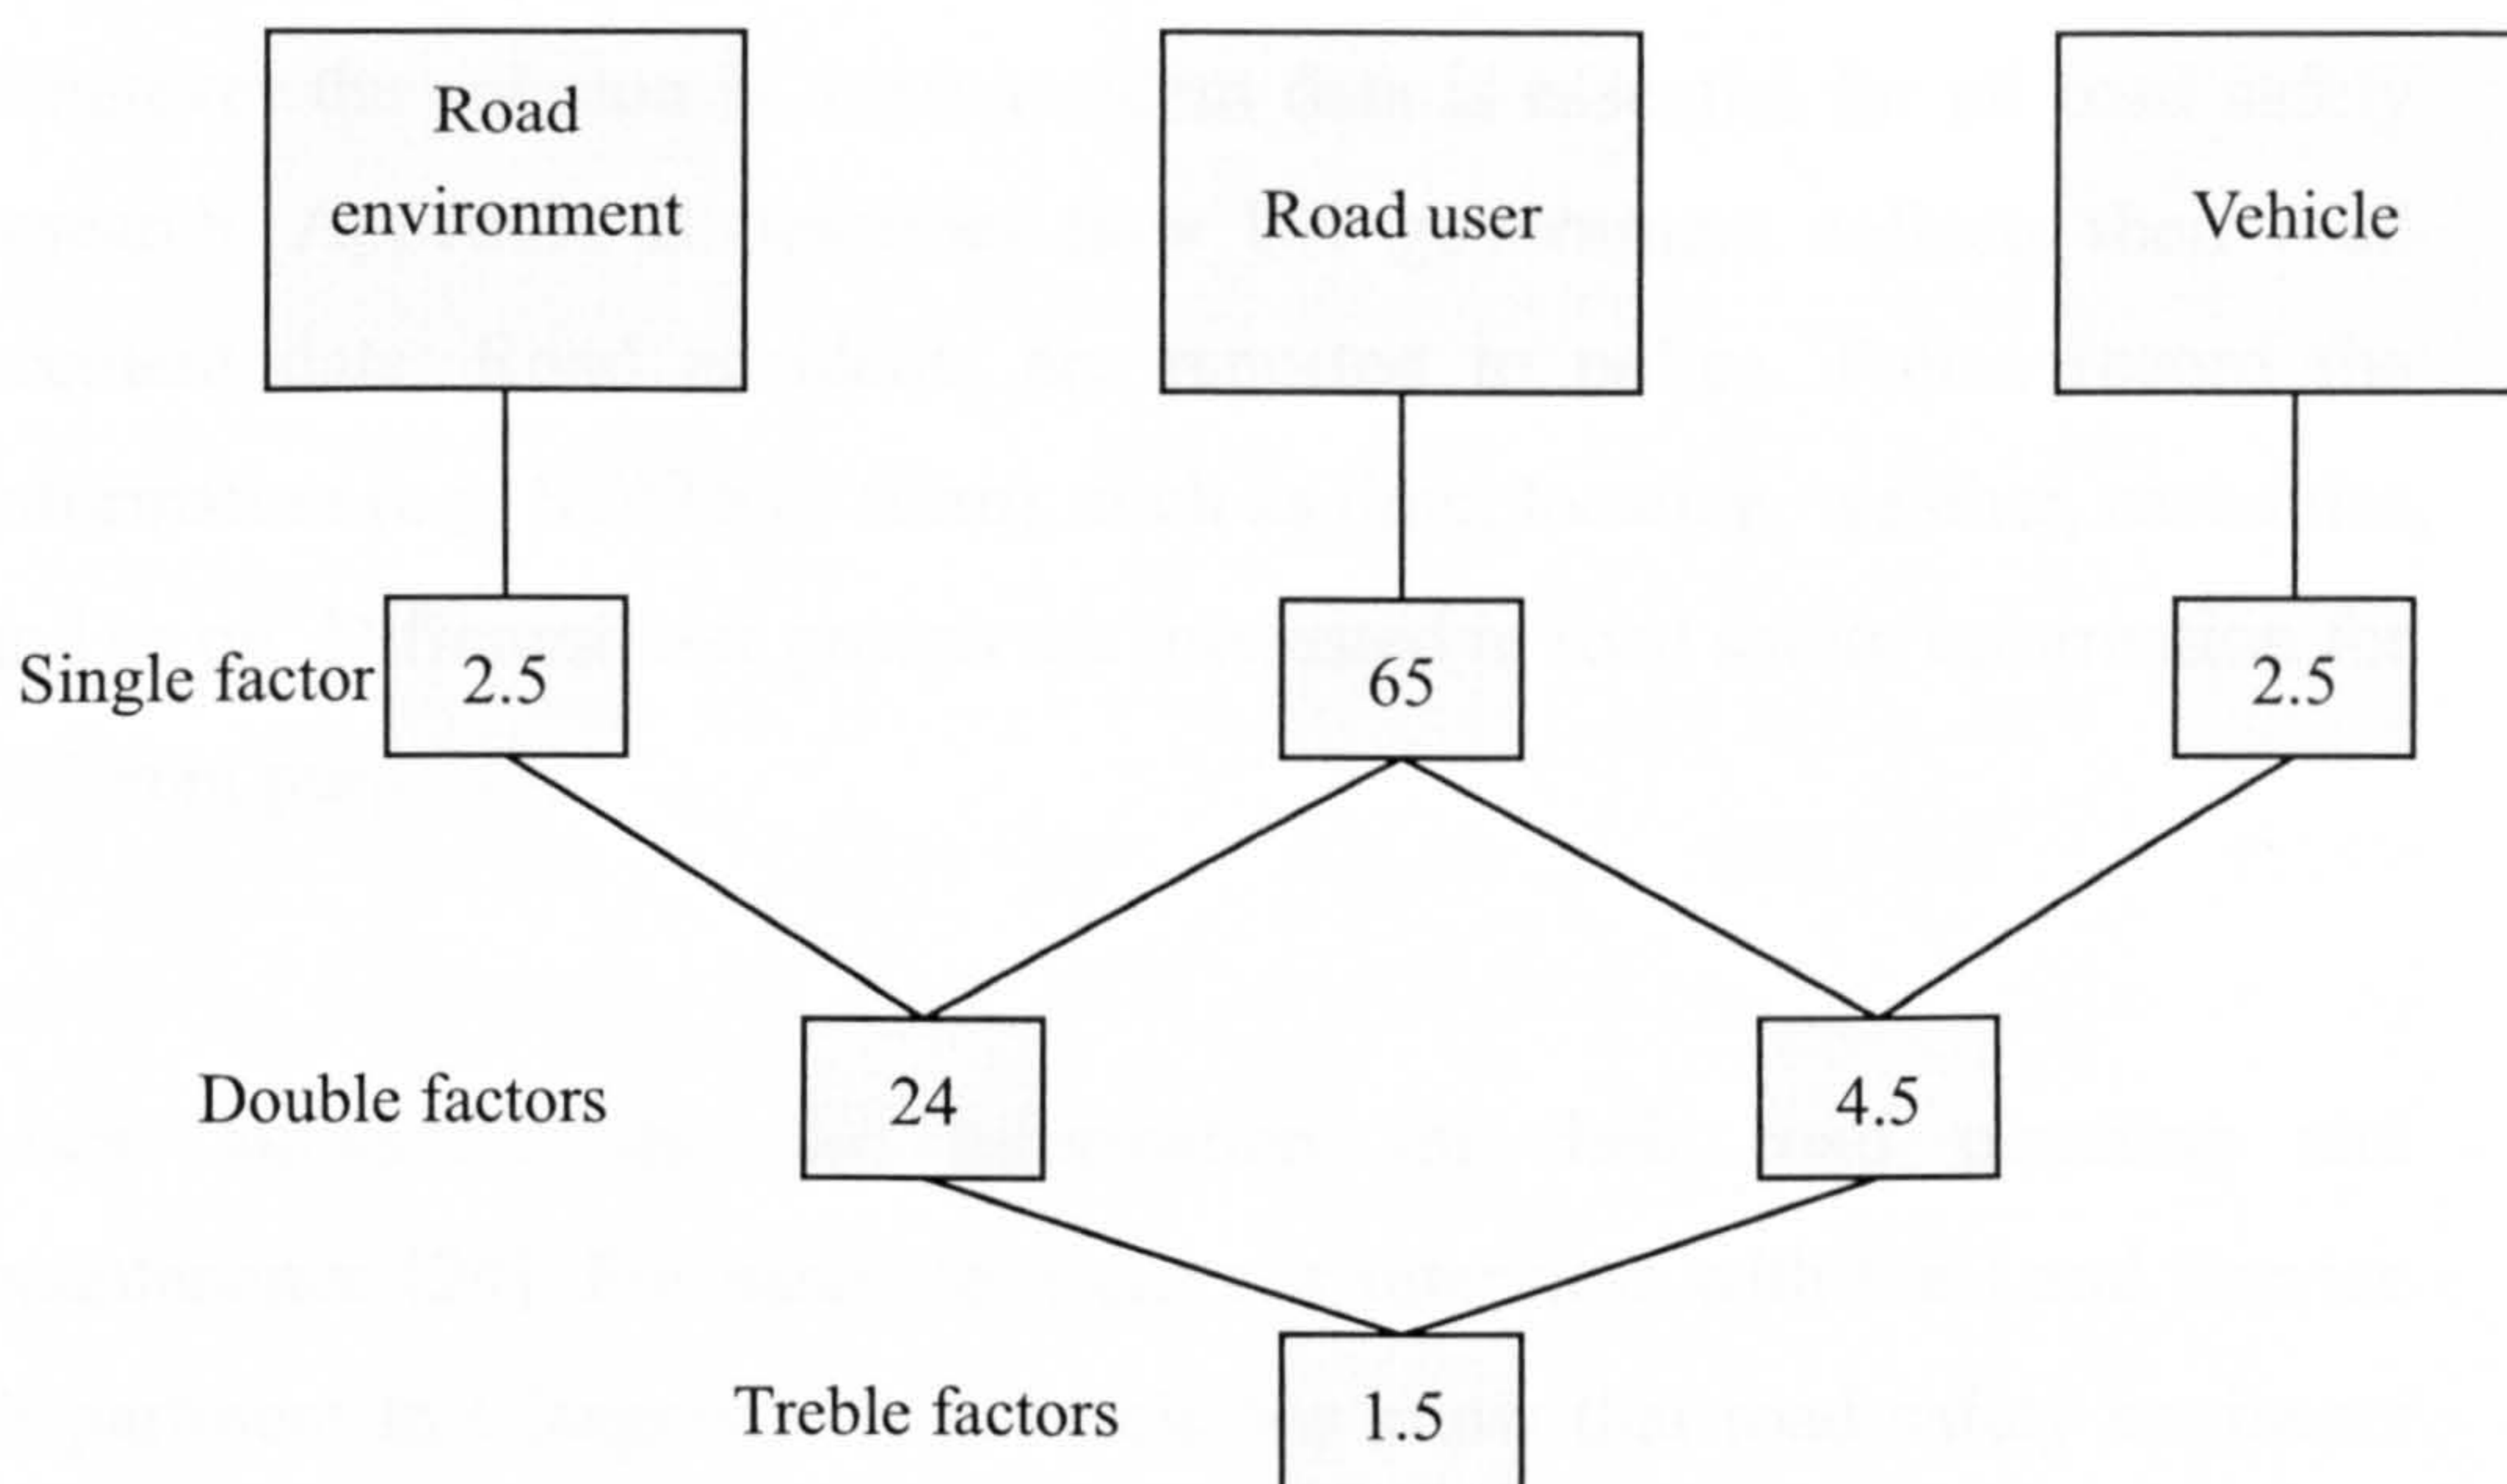 Road
environment
Road user
Vehicle
Single factor
2.5
65
2.5
Double factors
24
4.5
Treble factors
1.5